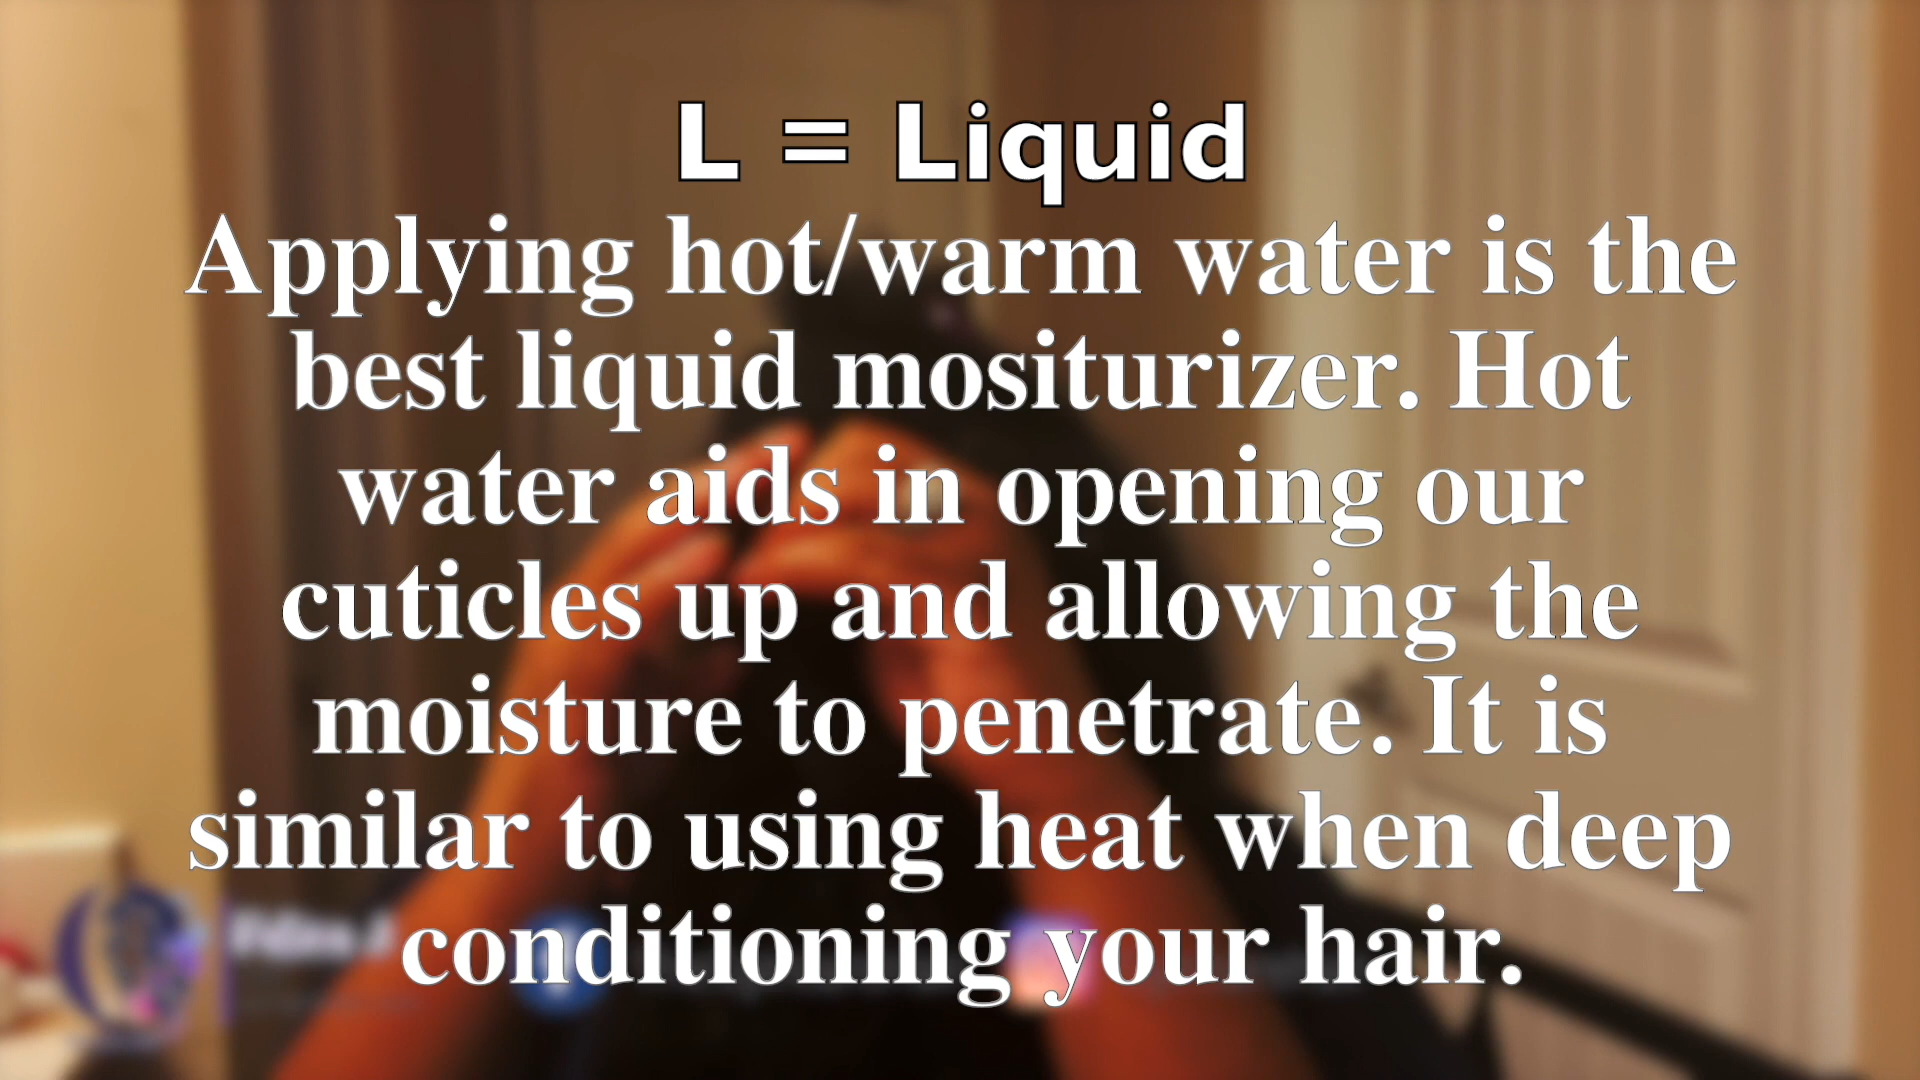 L = Liquid
Applying hot/warm water is the
best liquid mositurizer. Hot
water aids in opening our
cuticles up and allowing the
moisture to penetrate. It is
similar to using heat when deep
conditioning your hair.